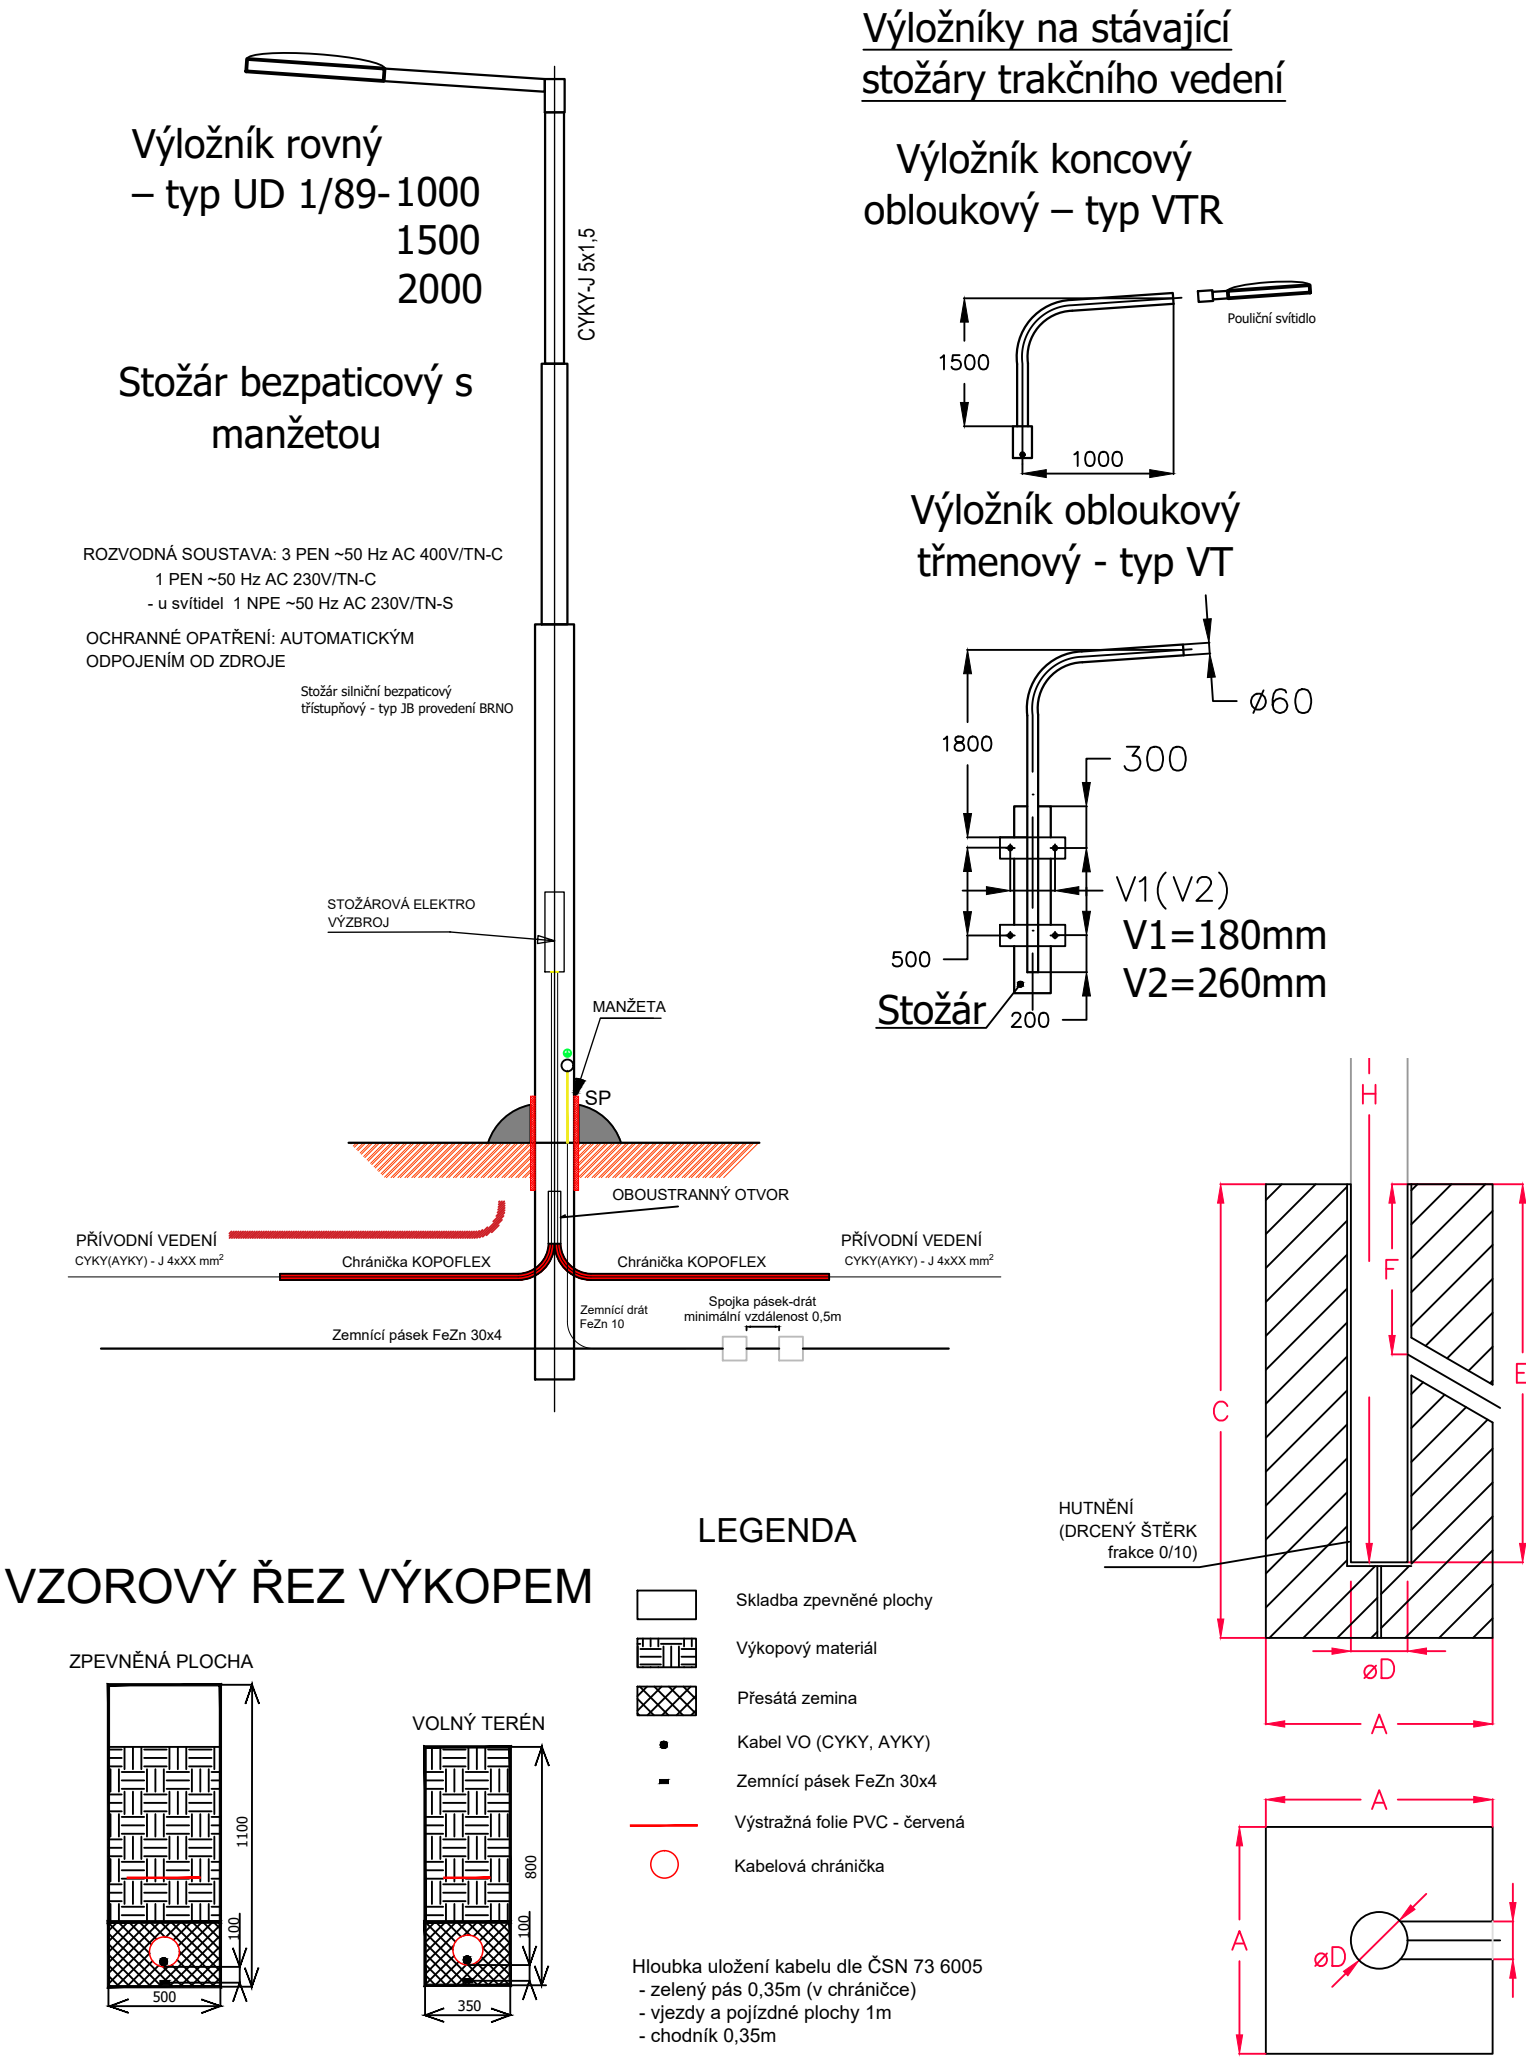 Výložník rovný
– typ UD 1/89-1000
1500
2000
CYKY-J 5x1,5
Stožár bezpaticový s
manžetou
ROZVODNÁ SOUSTAVA: 3 PEN ~50 Hz AC 400V/TN-C
1 PEN ~50 Hz AC 230V/TN-C
- u svítidel 1 NPE ~50 Hz AC 230V/TN-S
OCHRANNÉ OPATŘENÍ: AUTOMATICKÝM
ODPOJENÍM OD ZDROJE
Stožár silniční bezpaticový
třístupňový - typ JB provedení BRNO
STOŽÁROVÁ ELEKTRO
VÝZBROJ
MANŽETA
SP
OBOUSTRANNÝ OTVOR
PŘÍVODNÍ VEDENÍ
CYKY(AYKY) - J 4xXX mm²
Chránička KOPOFLEX
Chránička KOPOFLEX
PŘÍVODNÍ VEDENÍ
CYKY(AYKY) - J 4xXX mm²
Zemnící drát
FeZn 10
Spojka pásek-drát
minimální vzdálenost 0,5m
Zemnící pásek FeZn 30x4
Výložníky na stávající
stožáry trakčního vedení
Výložník koncový
obloukový – typ VTR
Pouliční svítidlo
1500
1000
Výložník obloukový
třmenový - typ VT
ø60
1800
300
V1(V2)
V1=180mm
V2=260mm
500
Stožár
200
H
F
E
C
HUTNĚNÍ
(DRCENÝ ŠTĚRK
frakce 0/10)
øD
A
A
A
øD
VZOROVÝ ŘEZ VÝKOPEM
ZPEVNĚNÁ PLOCHA
1100
100
500
VOLNÝ TERÉN
800
100
350
LEGENDA
Skladba zpevněné plochy
Výkopový materiál
Přesátá zemina
Kabel VO (CYKY, AYKY)
Zemnící pásek FeZn 30x4
Výstražná folie PVC - červená
Kabelová chránička
Hloubka uložení kabelu dle ČSN 73 6005
- zelený pás 0,35m (v chráničce)
- vjezdy a pojízdné plochy 1m
- chodník 0,35m